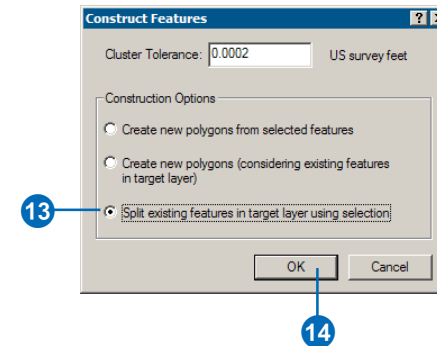 Construct Features
Cluster Tolerance: 0.0002 US survey feet
Construction Options
Create new polygons from selected features
Create new polygons (considering existing features
in target layer)
13
Split existing features in target layer using selection
OK Cancel
14